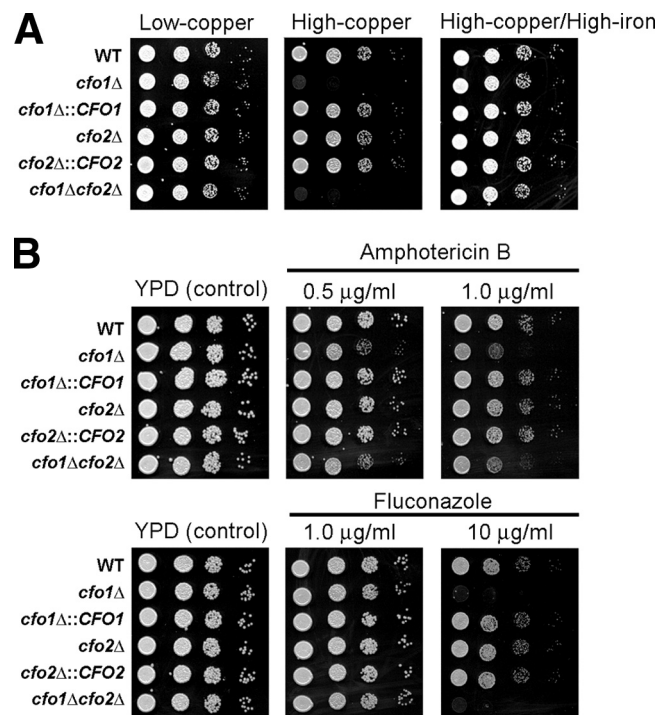 A
Low-copper
High-copper
High-copper/High-iron
WT
cfo1Δ
cfo1Δ::CFO1
cfo2Δ
cfo2Δ::CFO2
cfo1Δcfo2Δ
B
Amphotericin B
YPD (control)
0.5 µg/ml
1.0 µg/ml
WT
cfo1Δ
cfo1Δ::CFO1
cfo2Δ
cfo2Δ::CFO2
cfo1Δcfo2Δ
Fluconazole
YPD (control)
1.0 µg/ml
10 µg/ml
WT
cfo1Δ
cfo1Δ::CFO1
cfo2Δ
cfo2Δ::CFO2
cfo1Δcfo2Δ